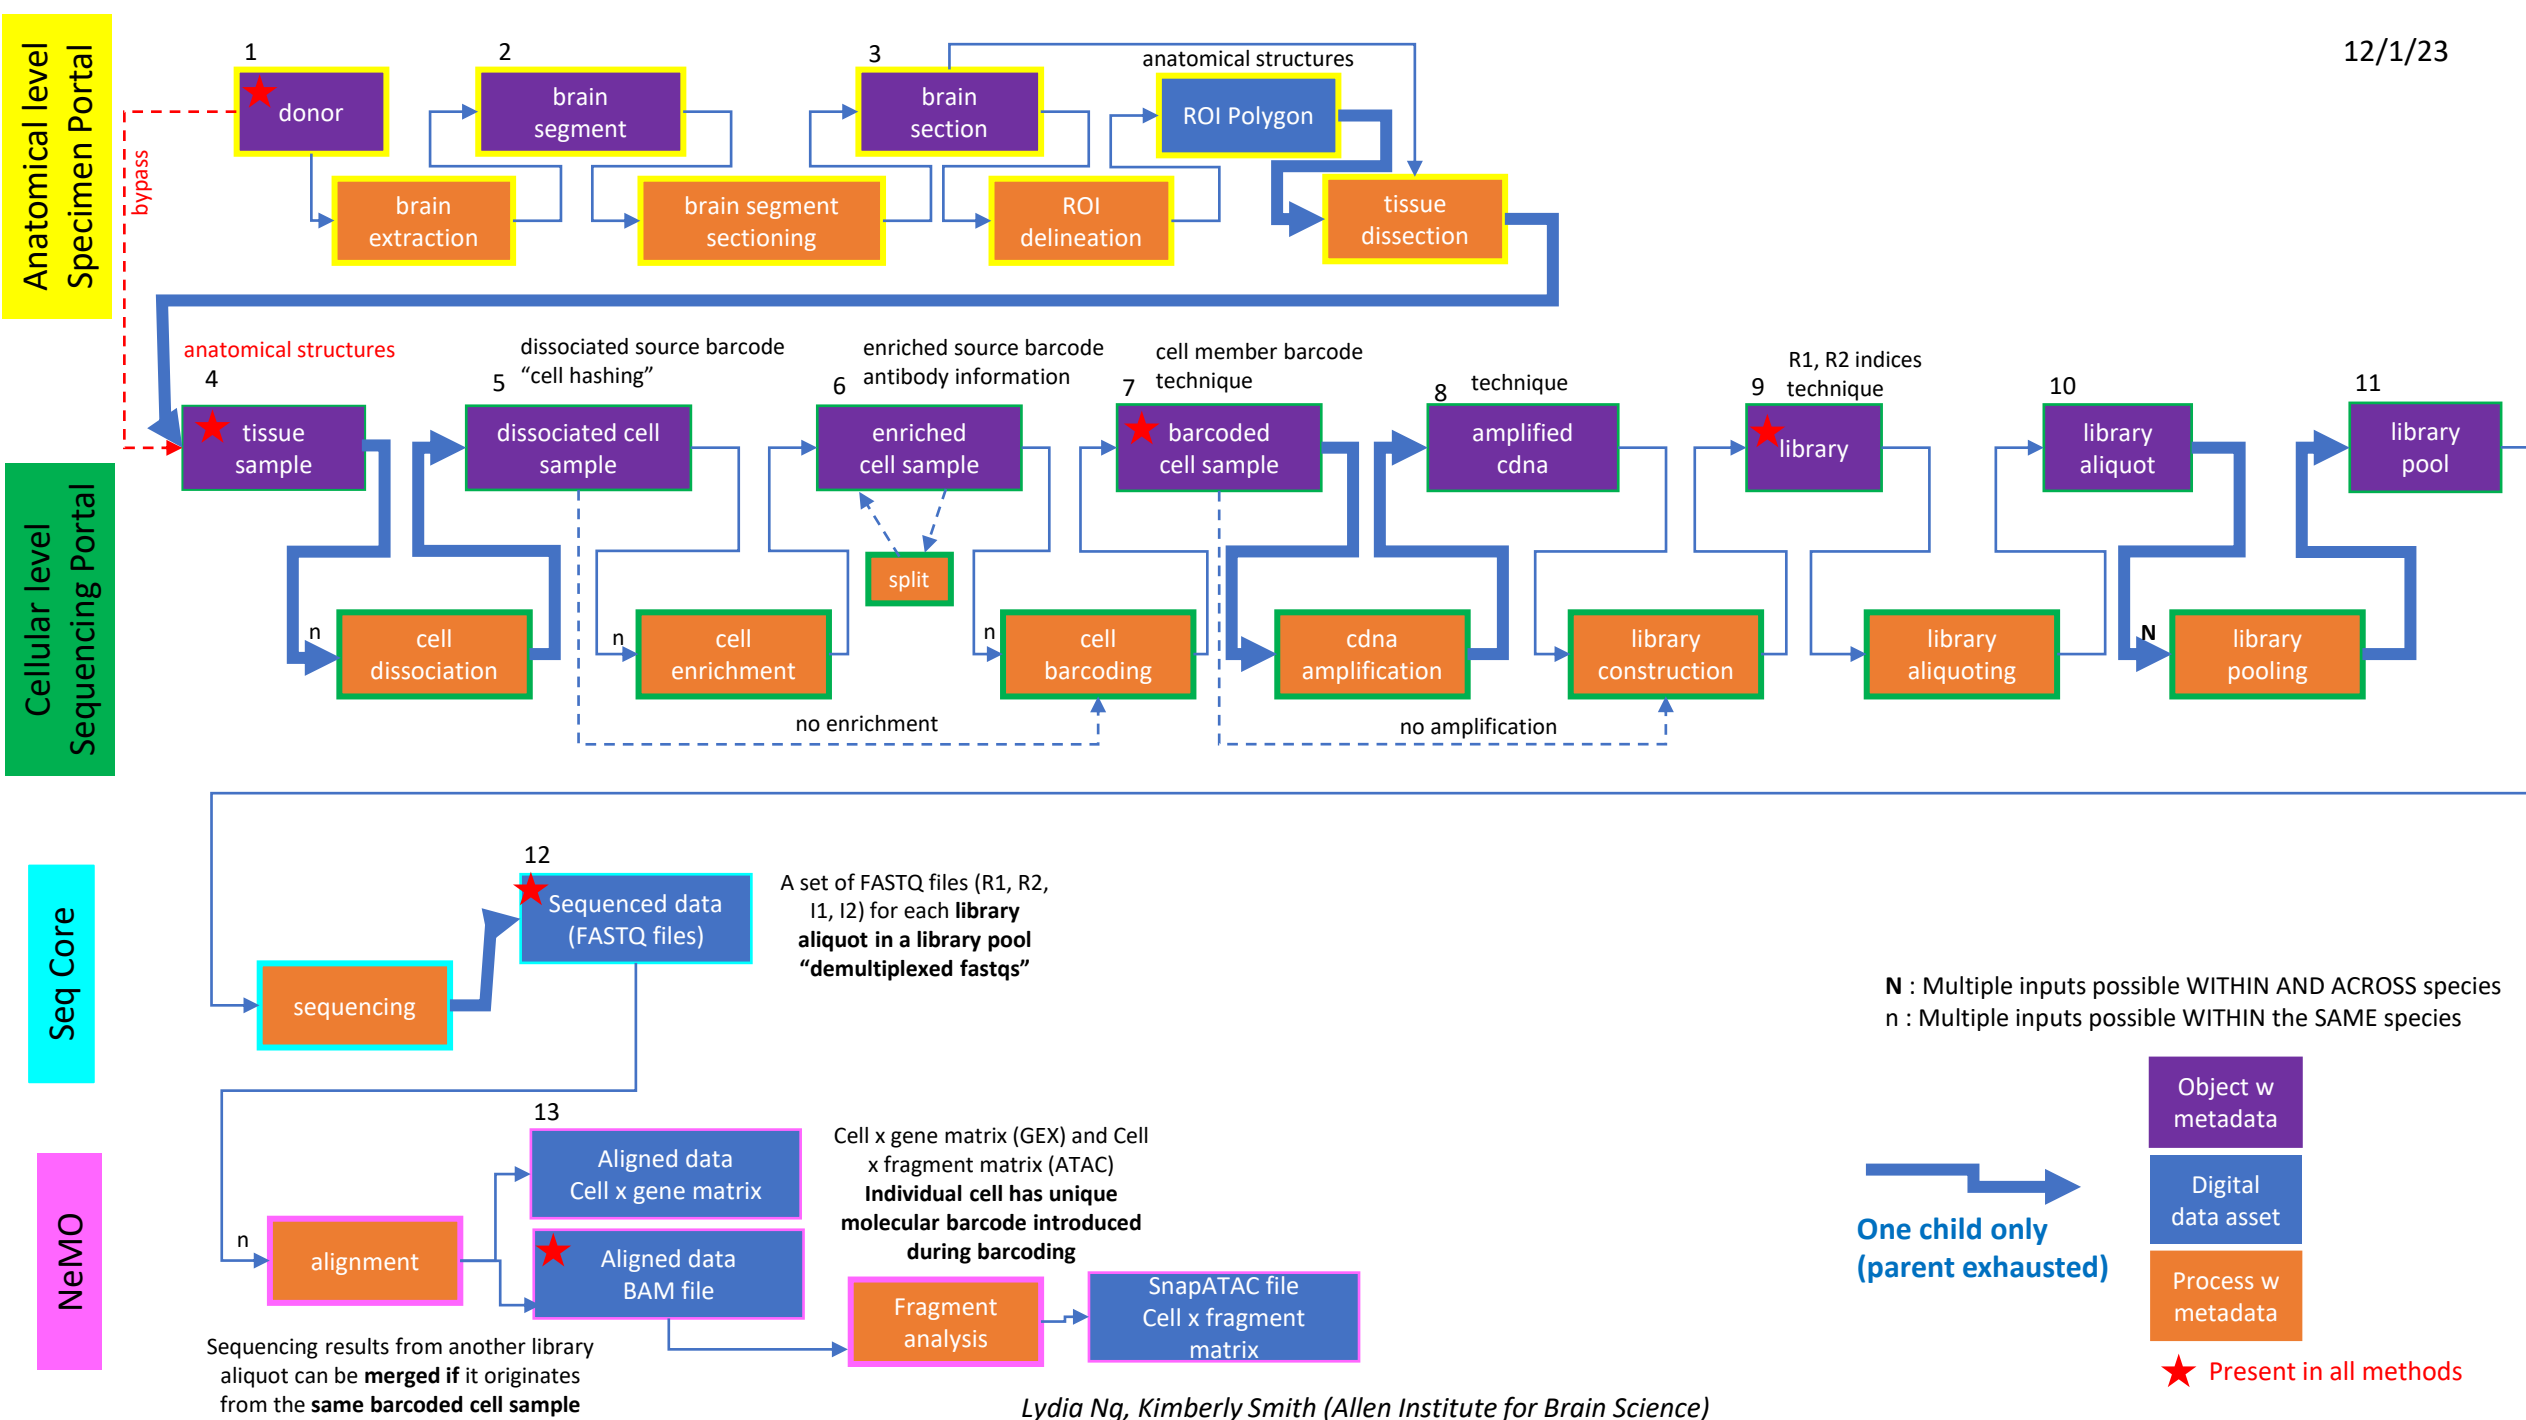 12/1/23
Anatomical level
Specimen Portal
1
donor
bypass
2
brain
segment
3
brain
section
anatomical structures
ROI Polygon
brain
extraction
brain segment
sectioning
ROI
delineation
tissue
dissection
Cellular level
Sequencing Portal
anatomical structures
4
tissue
sample
dissociated source barcode
“cell hashing”
5
dissociated cell
sample
enriched source barcode
antibody information
6
enriched
cell sample
cell member barcode
technique
7
barcoded
cell sample
technique
8
amplified
cdna
R1, R2 indices
technique
9
library
10
library
aliquot
11
library
pool
split
n
cell
dissociation
n
cell
enrichment
n
cell
barcoding
cdna
amplification
library
construction
library
aliquoting
N
library
pooling
no enrichment
no amplification
Seq Core
12
Sequenced data
(FASTQ files)
sequencing
A set of FASTQ files (R1, R2,
I1, I2) for each library
aliquot in a library pool
“demultiplexed fastqs”
NeMO
13
Aligned data
Cell x gene matrix
n
alignment
Aligned data
BAM file
Cell x gene matrix (GEX) and Cell
x fragment matrix (ATAC)
Individual cell has unique
molecular barcode introduced
during barcoding
Fragment
analysis
SnapATAC file
Cell x fragment
matrix
Sequencing results from another library
aliquot can be merged if it originates
from the same barcoded cell sample
N : Multiple inputs possible WITHIN AND ACROSS species
n : Multiple inputs possible WITHIN the SAME species
One child only
(parent exhausted)
Object w
metadata
Digital
data asset
Process w
metadata
Present in all methods
Lydia Ng, Kimberly Smith (Allen Institute for Brain Science)